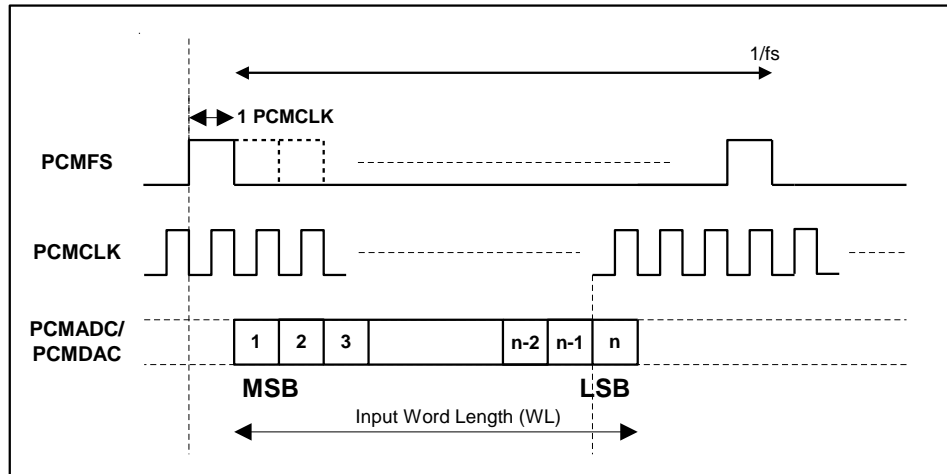 1/fs
1 PCMCLK
PCMFS
PCMCLK
PCMADC/
PCMDAC
1 2 3 n-2 n-1 n
MSB LSB
Input Word Length (WL)